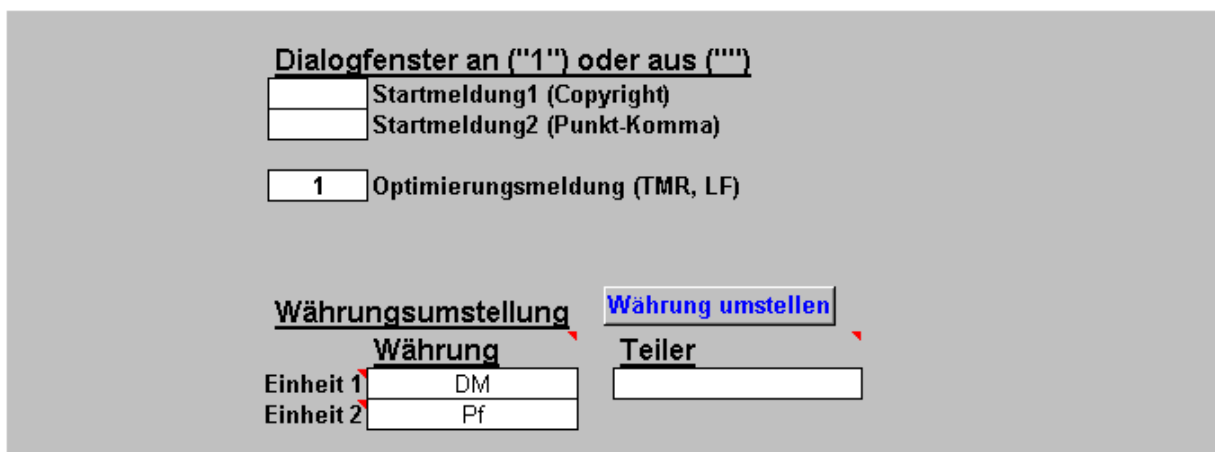 Dialogfenster an ("1") oder aus ("")
Startmeldung1 (Copyright)
Startmeldung2 (Punkt-Komma)
1 Optimierungsmeldung (TMR, LF)
Währungsumstellung Währung umstellen
Währung Teiler
Einheit 1 DM
Einheit 2 Pf